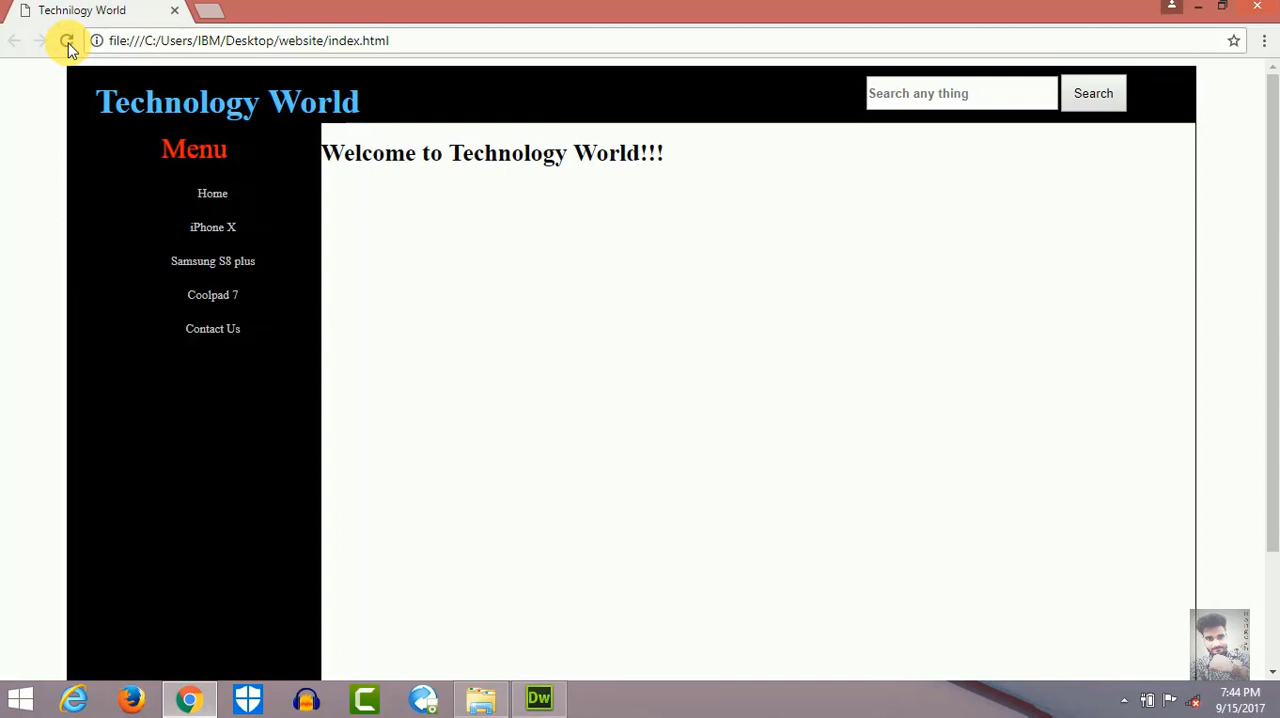 Technilogy World
file:///C:/Users/IBM/Desktop/website/index.html
Technology World
Search any thing
Search
Menu
Welcome to Technology World!!!
Home
iPhone X
Samsung S8 plus
Coolpad 7
Contact Us
Dw
7:44 PM
9/15/2017